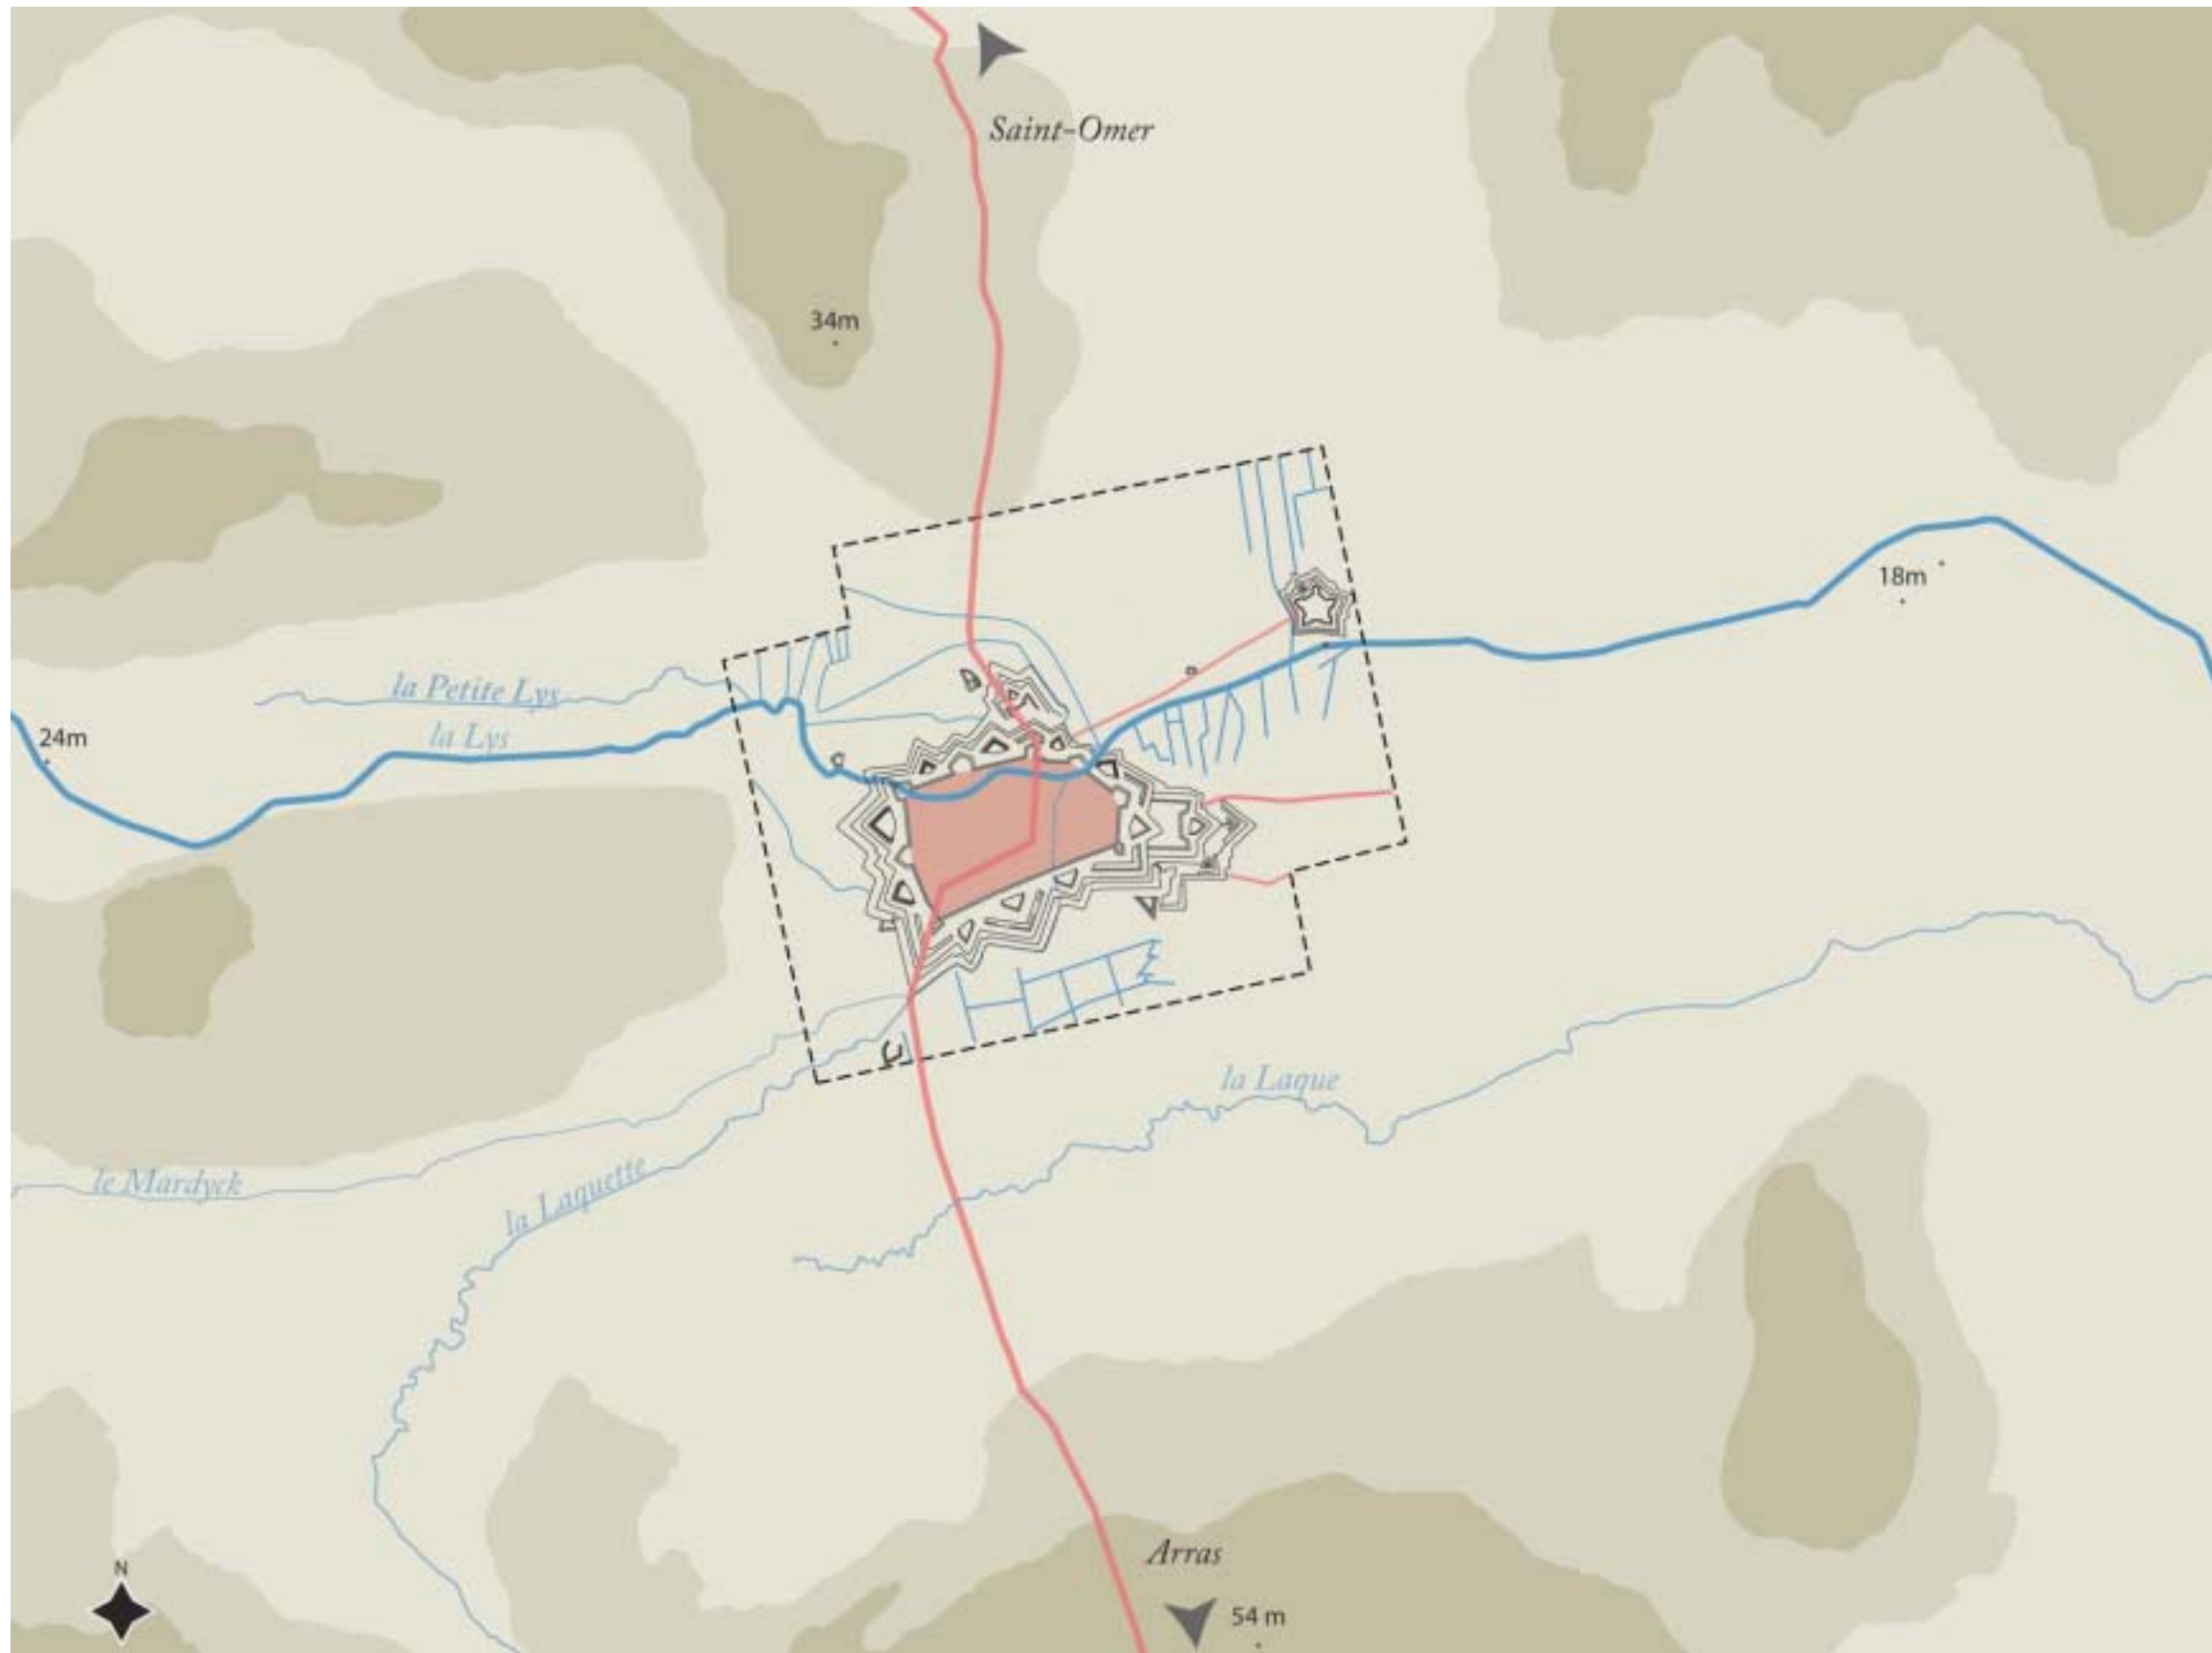 Saint-Omer
34m
18m
la Petite Lys
la Lys
24m
la Laque
le Mardyck
la Laquette
Arras
54 m
N